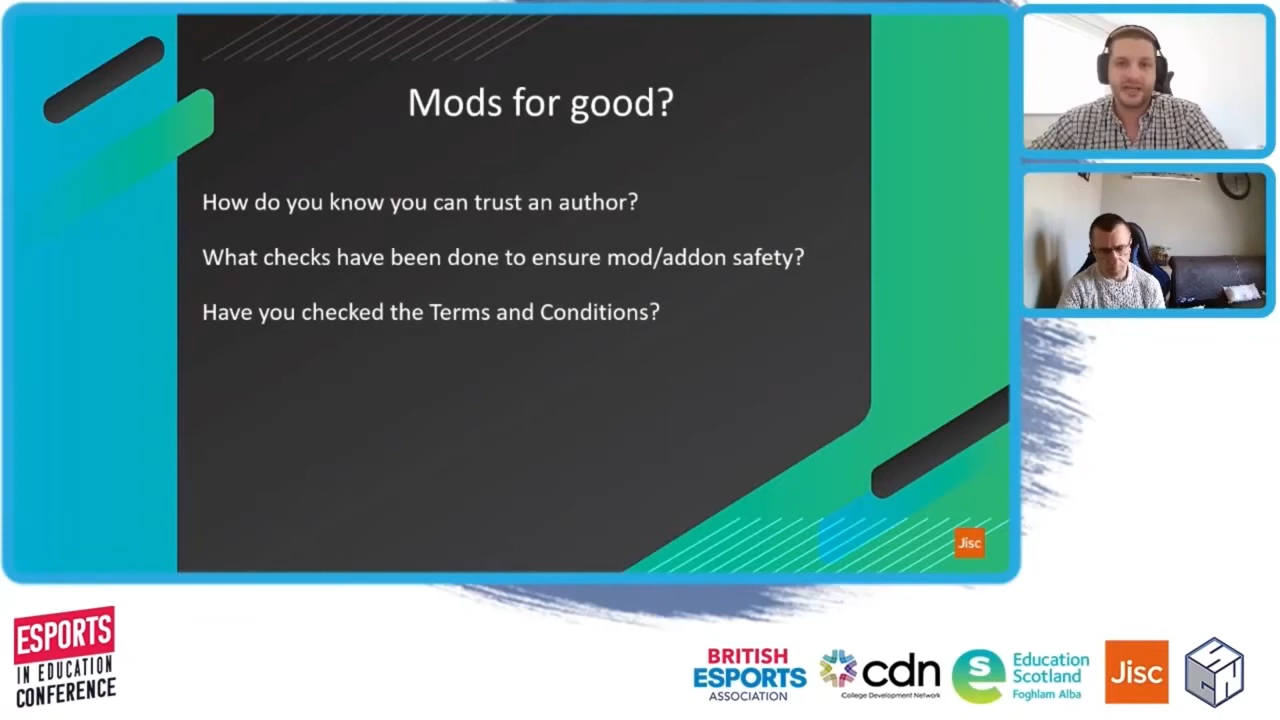 Mods for good?
How do you know you can trust an author?
What checks have been done to ensure mod/addon safety?
Have you checked the Terms and Conditions?
Jisc
ESPORTS
IN EDUCATION
CONFERENCE
BRITISH
ESPORTS
ASSOCIATION
cdn
College Development Network
Education
Scotland
Foghlam Alba
Jisc